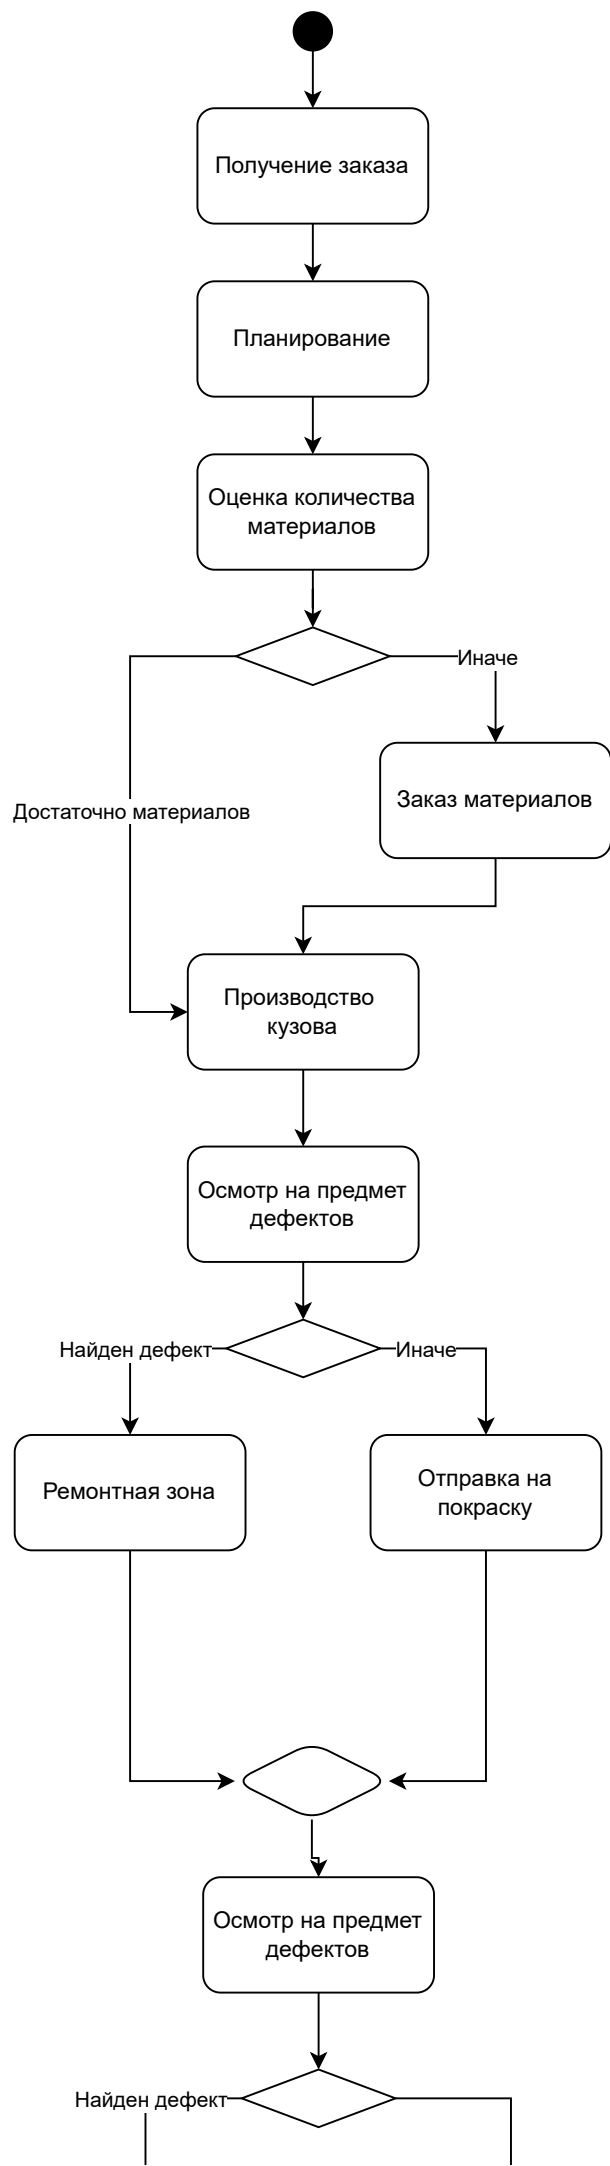 Получение заказа
Планирование
Оценка количества
материалов
Иначе
Заказ материалов
Достаточно материалов
Производство
кузова
Осмотр на предмет
дефектов
Найден дефект
Иначе
Ремонтная зона
Отправка на
покраску
Осмотр на предмет
дефектов
Найден дефект